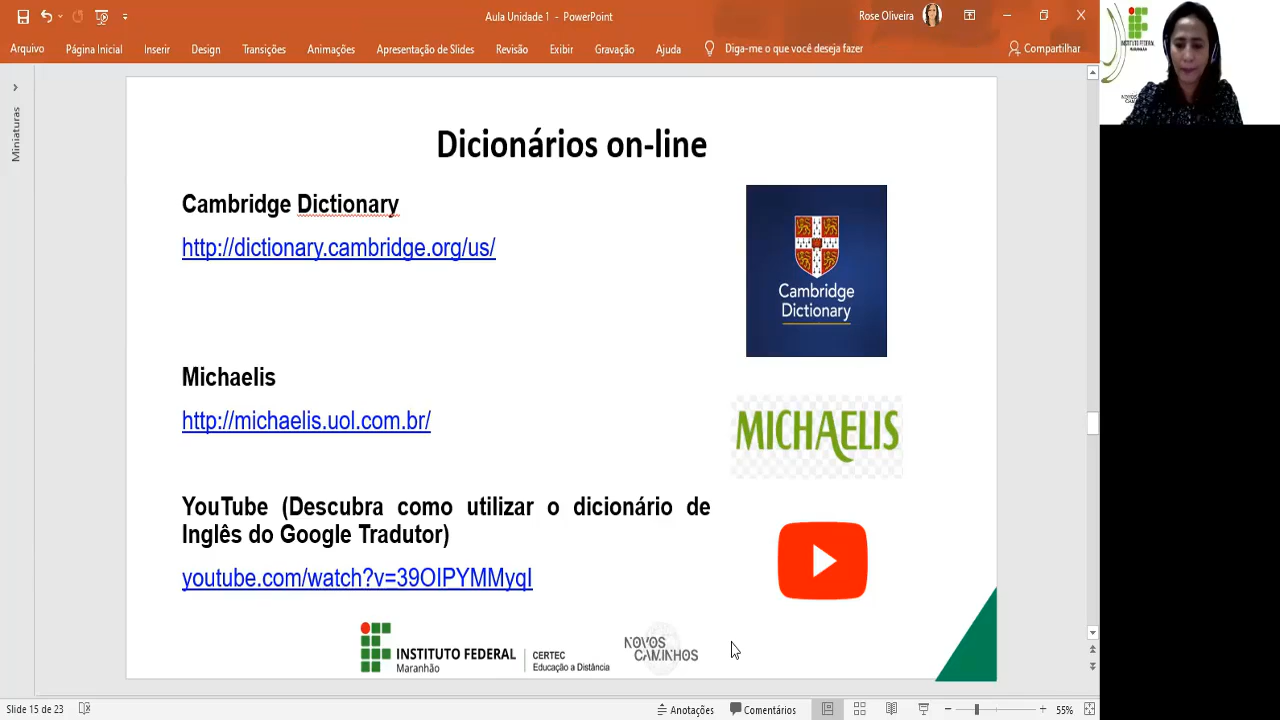 Aula Unidade 1 - PowerPoint
Rose Oliveira
Arquivo Página Inicial Inserir Design Transições Animações Apresentação de Slides Revisão Exibir Gravação Ajuda Diga-me o que você deseja fazer Compartilhar
INSTITUTO FEDERAL
MARANHÃO
NOVOS
Miniaturas
Dicionários on-line
Cambridge Dictionary
http://dictionary.cambridge.org/us/
Cambridge
Dictionary
Michaelis
http://michaelis.uol.com.br/
MICHAELIS
YouTube (Descubra como utilizar o dicionário de
Inglês do Google Tradutor)
youtube.com/watch?v=39OIPYMMyqI
INSTITUTO FEDERAL
Maranhão
CERTEC
Educação a Distância
NOVOS
CAMINHOS
Slide 15 de 23 Anotações Comentários 55%